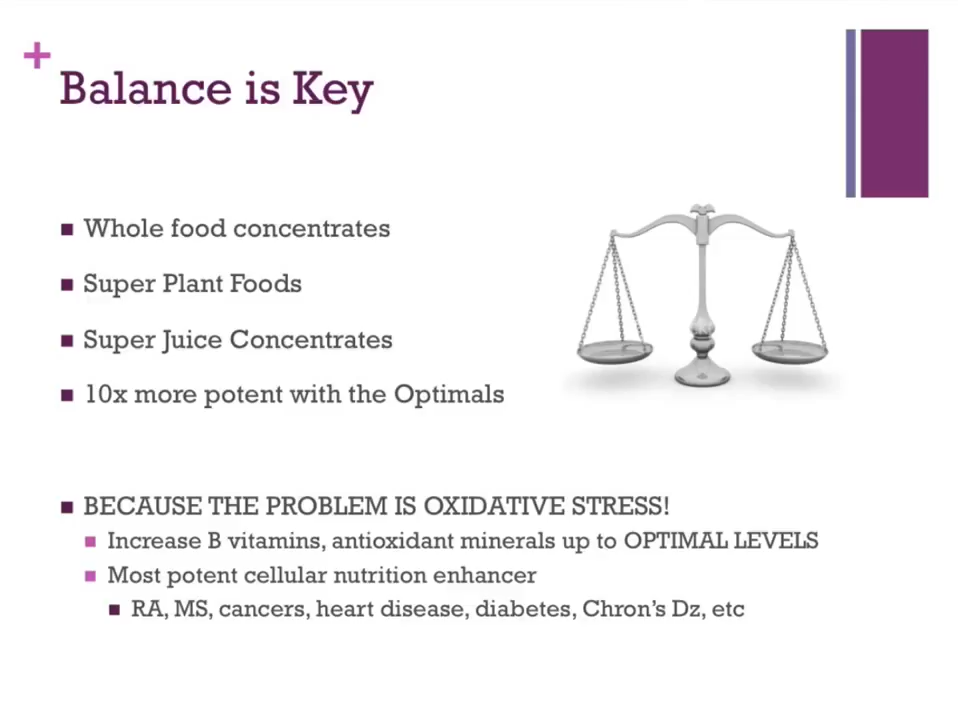 +
Balance is Key
Whole food concentrates
Super Plant Foods
Super Juice Concentrates
10x more potent with the Optimals
BECAUSE THE PROBLEM IS OXIDATIVE STRESS!
Increase B vitamins, antioxidant minerals up to OPTIMAL LEVELS
Most potent cellular nutrition enhancer
RA, MS, cancers, heart disease, diabetes, Chron's Dz, etc